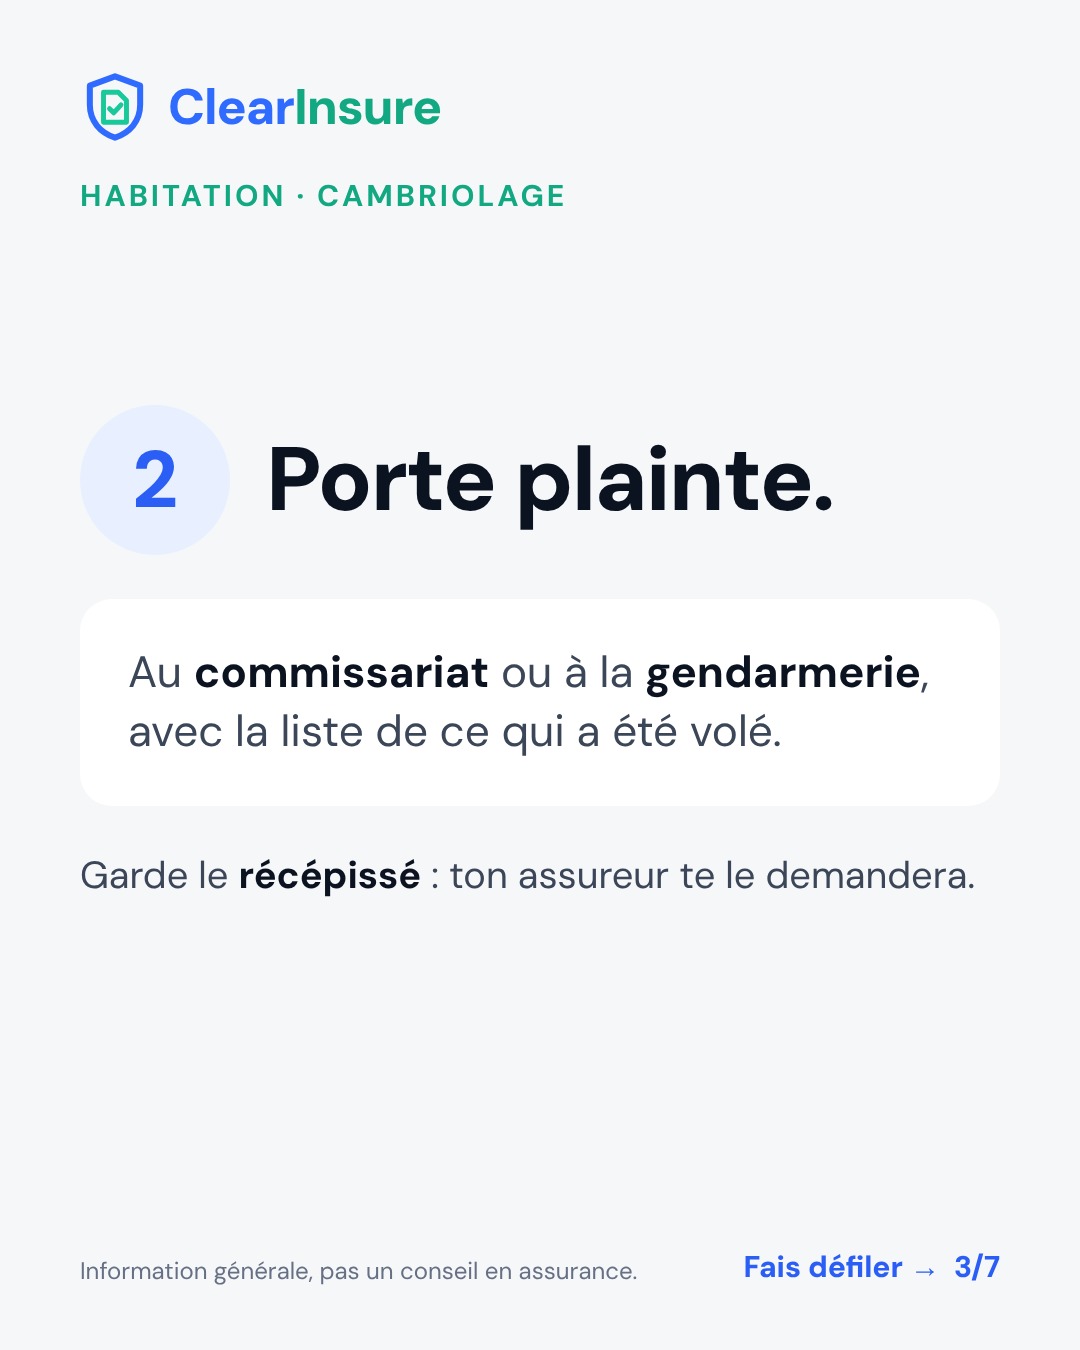 ClearInsure
HABITATION · CAMBRIOLAGE
2 Porte plainte.
Au commissariat ou à la gendarmerie,
avec la liste de ce qui a été volé.
Garde le récépissé : ton assureur te le demandera.
Information générale, pas un conseil en assurance.
Fais défiler → 3/7